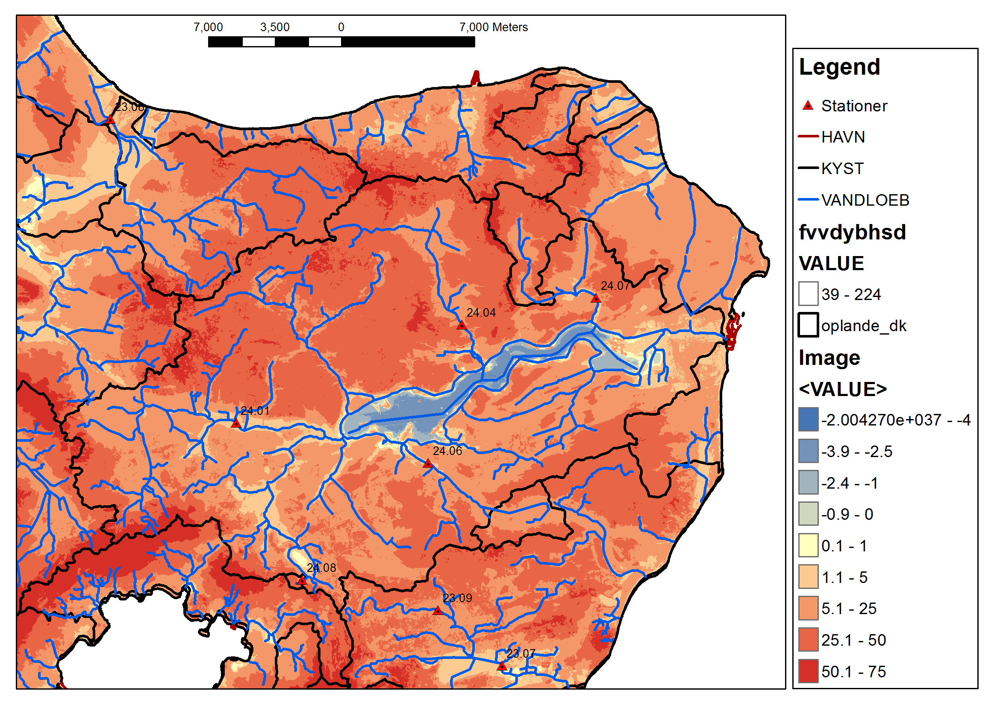 7,000 3,500 0 7,000 Meters
23.06
24.07
24.04
24.01
24.06
24.08
23.09
23.07
Legend
Stationer
HAVN
KYST
VANDLOEB
fvvdybhsd
VALUE
39 - 224
oplande_dk
Image
<VALUE>
-2.004270e+037 - -4
-3.9 - -2.5
-2.4 - -1
-0.9 - 0
0.1 - 1
1.1 - 5
5.1 - 25
25.1 - 50
50.1 - 75